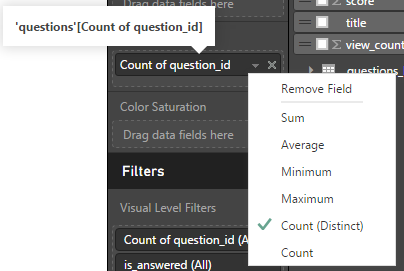 Drag data fields here
score
title
view_count
'questions'[Count of question_id]
questions_
Count of question_id
Remove Field
Sum
Average
Minimum
Maximum
Count (Distinct)
Count
Color Saturation
Drag data fields here
Filters
Visual Level Filters
Count of question_id (A
is_answered (All)